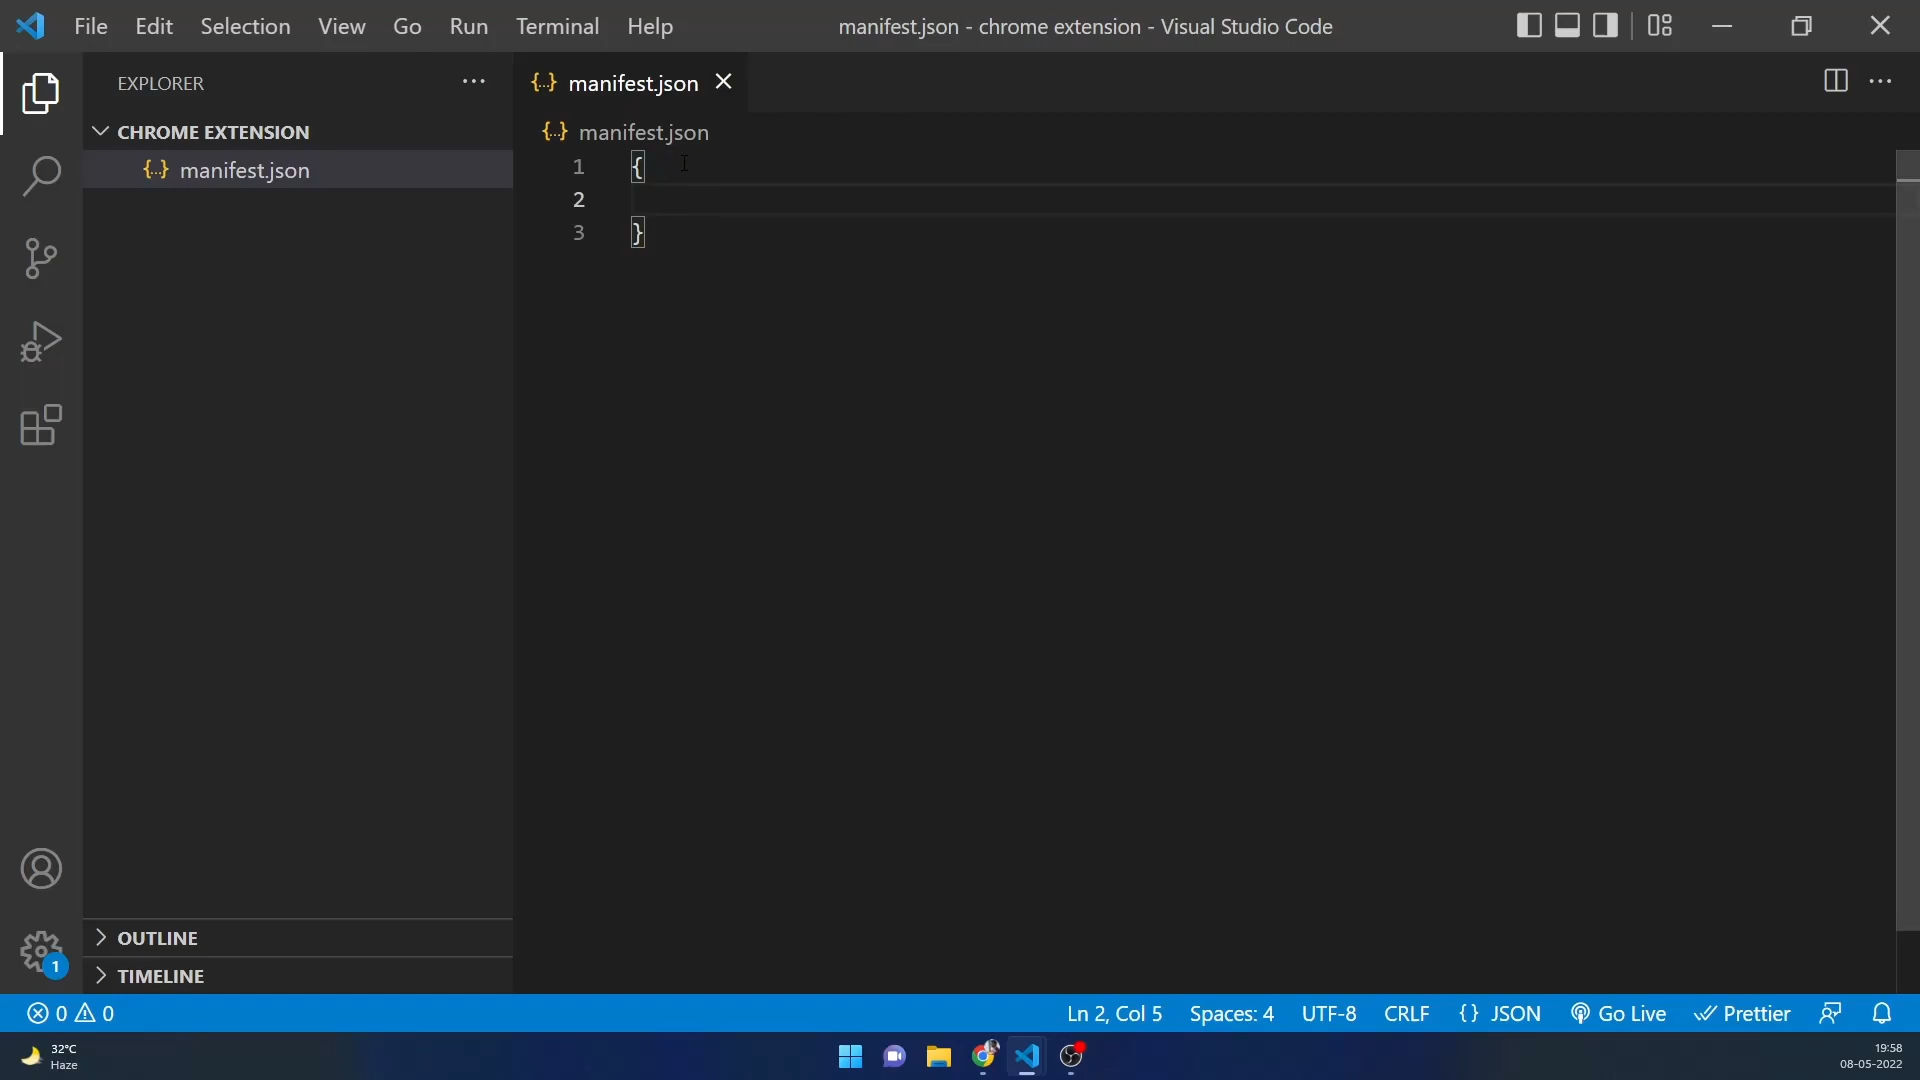 File Edit Selection View Go Run Terminal Help manifest.json - chrome extension - Visual Studio Code
EXPLORER
{..} manifest.json
CHROME EXTENSION
{..} manifest.json
{..} manifest.json
1 {
2
3 }
OUTLINE
TIMELINE
1
0 0 Ln 2, Col 5 Spaces: 4 UTF-8 CRLF {} JSON Go Live Prettier
32°C
Haze
19:58
08-05-2022